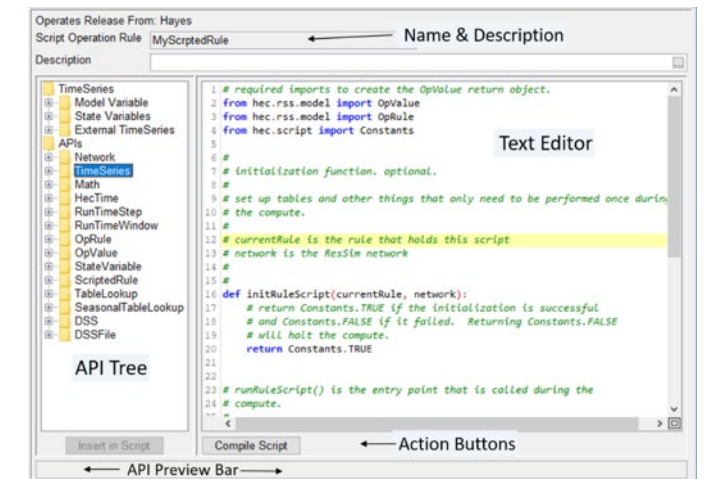 Operates Release From: Hayes
Script Operation Rule MyScrptedRule
Name & Description
Description
TimeSeries
Model Variable
State Variables
External TimeSeries
APIs
Network
TimeSeries
Math
HecTime
RunTimeStep
RunTimeWindow
OpRule
OpValue
StateVariable
ScriptedRule
TableLookup
SeasonalTableLookup
DSS
DSSFile
API Tree
1 # required imports to create the OpValue return object.
2 from hec.rss.model import OpValue
3 from hec.rss.model import OpRule
4 from hec.script import Constants
5
6 #
7 # initialization function. optional.
8 #
9 # set up tables and other things that only need to be performed once during
10 # the compute.
11 #
12 # currentRule is the rule that holds this script
13 # network is the ResSim network
14 #
15 #
16 def initRuleScript(currentRule, network):
17 # return Constants.TRUE if the initialization is successful
18 # and Constants.FALSE if it failed. Returning Constants.FALSE
19 # will halt the compute.
20 return Constants.TRUE
21
22
23 # runRuleScript() is the entry point that is called during the
24 # compute.
Text Editor
Insert in Script
Compile Script
Action Buttons
API Preview Bar